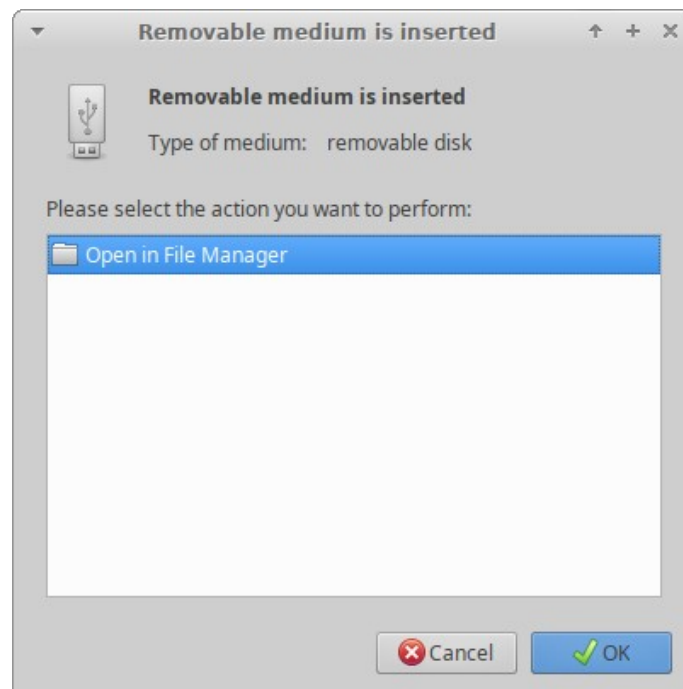 Removable medium is inserted
Removable medium is inserted
Type of medium: removable disk
Please select the action you want to perform:
Open in File Manager
Cancel OK